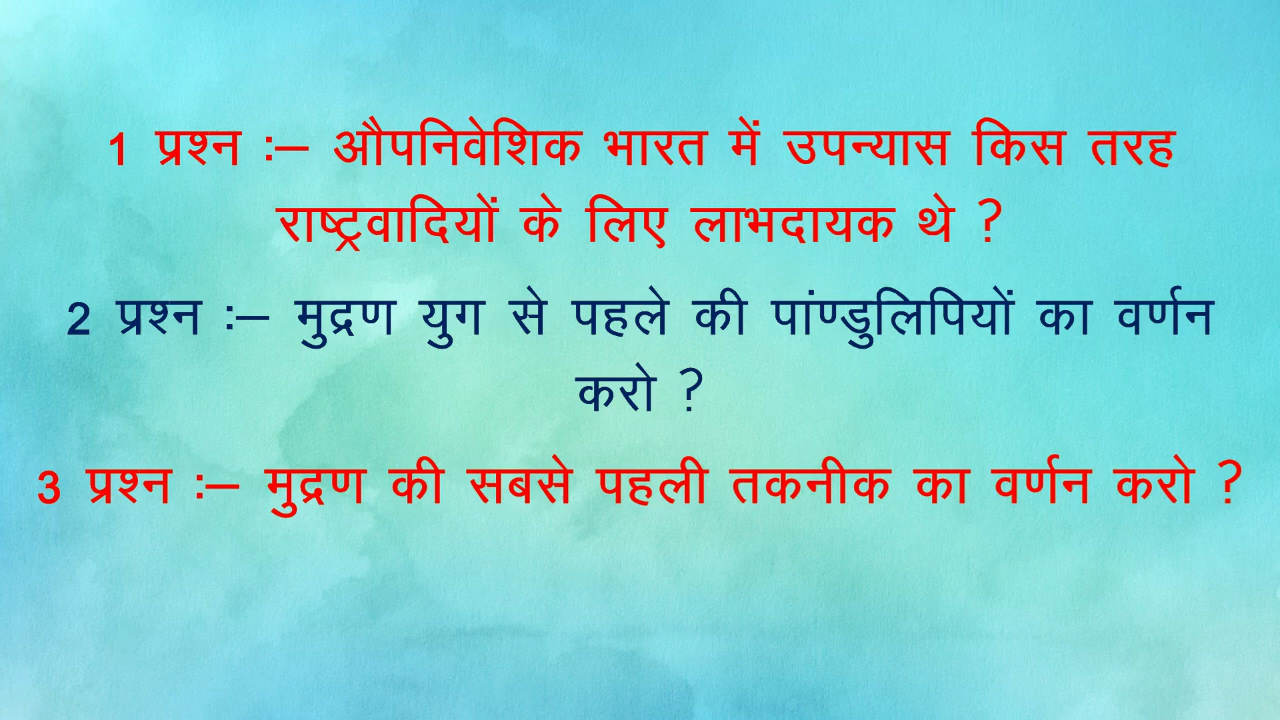 1 प्रश्न :– औपनिवेशिक भारत में उपन्यास किस तरह
राष्ट्रवादियों के लिए लाभदायक थे ?
2 प्रश्न :– मुद्रण युग से पहले की पांण्डुलिपियों का वर्णन
करो ?
3 प्रश्न :– मुद्रण की सबसे पहली तकनीक का वर्णन करो ?